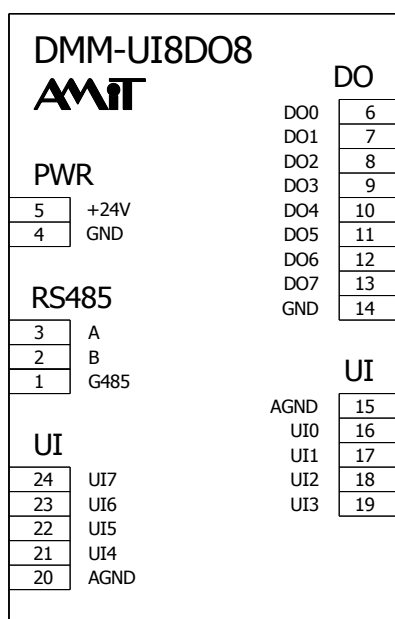 DMM-UI8DO8
AMiT
DO
DO0 6
DO1 7
DO2 8
DO3 9
DO4 10
DO5 11
DO6 12
DO7 13
GND 14
PWR
5 +24V
4 GND
RS485
3 A
2 B
1 G485
UI
AGND 15
UI0 16
UI1 17
UI2 18
UI3 19
UI
24 UI7
23 UI6
22 UI5
21 UI4
20 AGND